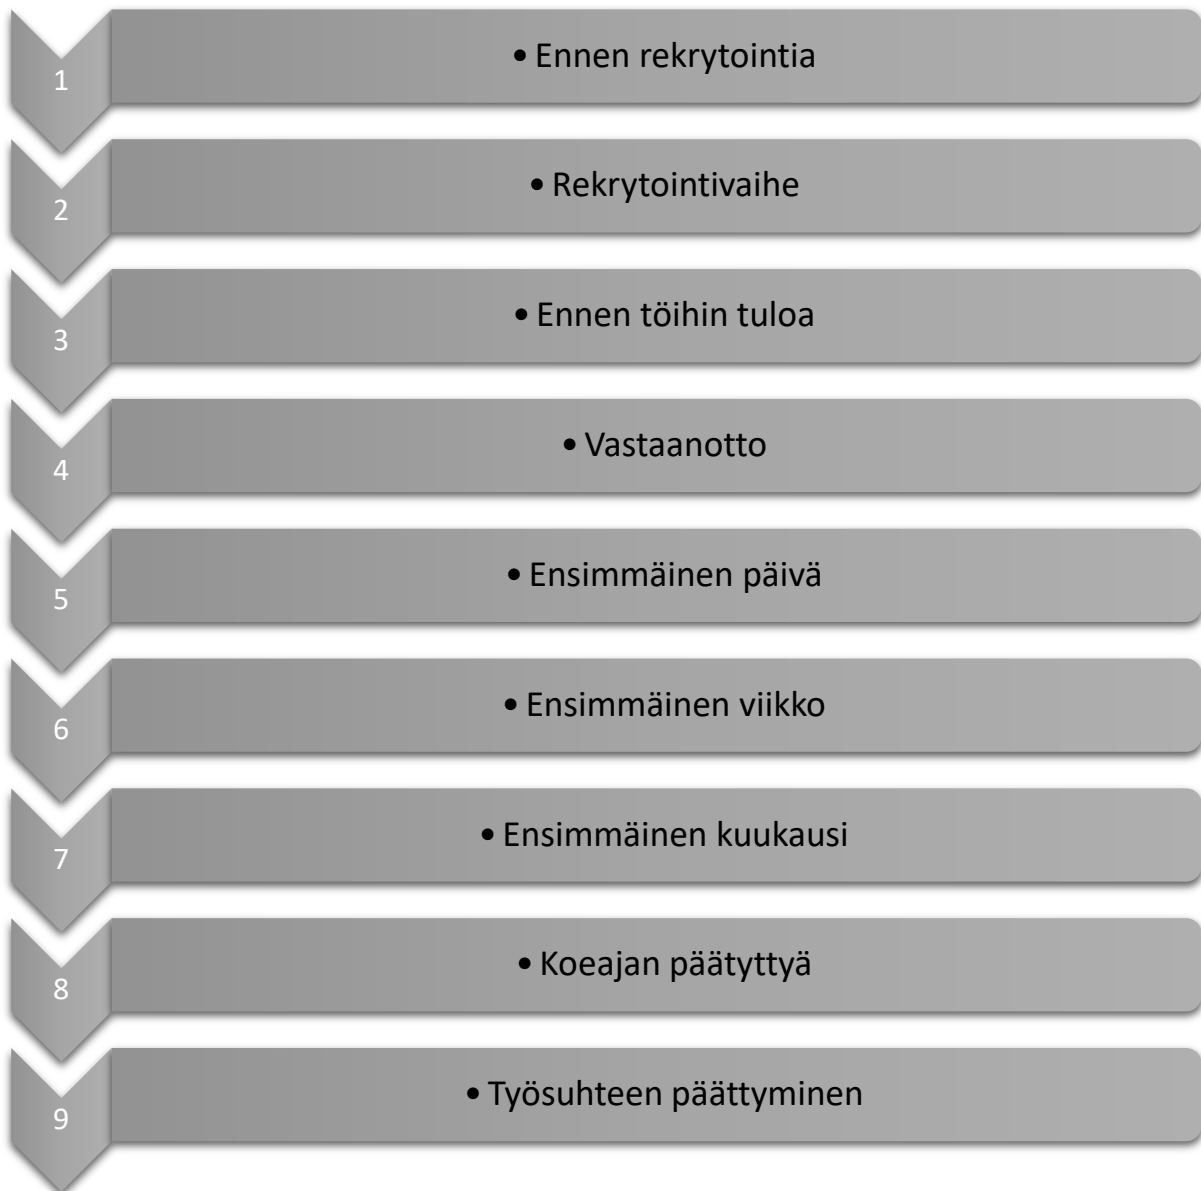 1
• Ennen rekrytointia
2
• Rekrytointivaihe
3
• Ennen töihin tuloa
4
• Vastaanotto
5
• Ensimmäinen päivä
6
• Ensimmäinen viikko
7
• Ensimmäinen kuukausi
8
• Koeajan päätyttyä
9
• Työsuhteen päättyminen